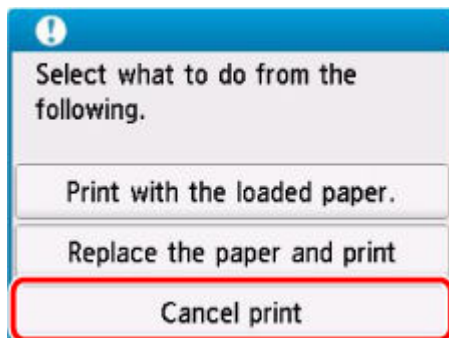 Select what to do from the
following.
Print with the loaded paper.
Replace the paper and print
Cancel print